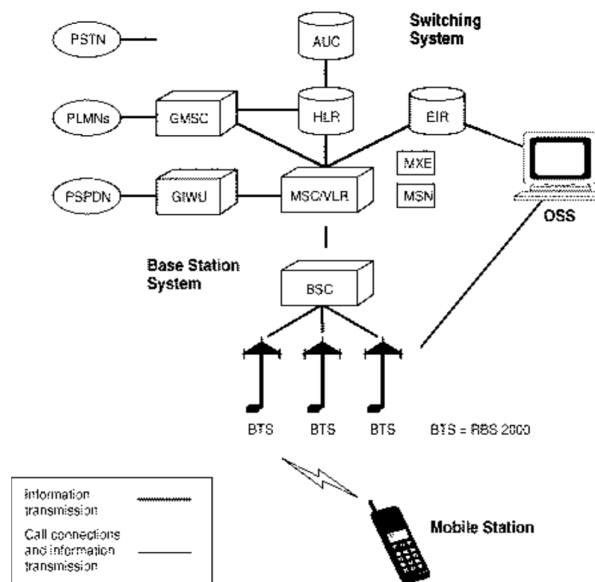 Switching
System
PSTN
AUC
PLMNs
GMSC
HLR
EIR
MXE
PSPDN
GIWU
MSC/VLR
MSN
OSS
Base Station
System
BSC
BTS
BTS
BTS
BTS = RBS 2000
Information
transmission
Call connections
and information
transmission
Mobile Station